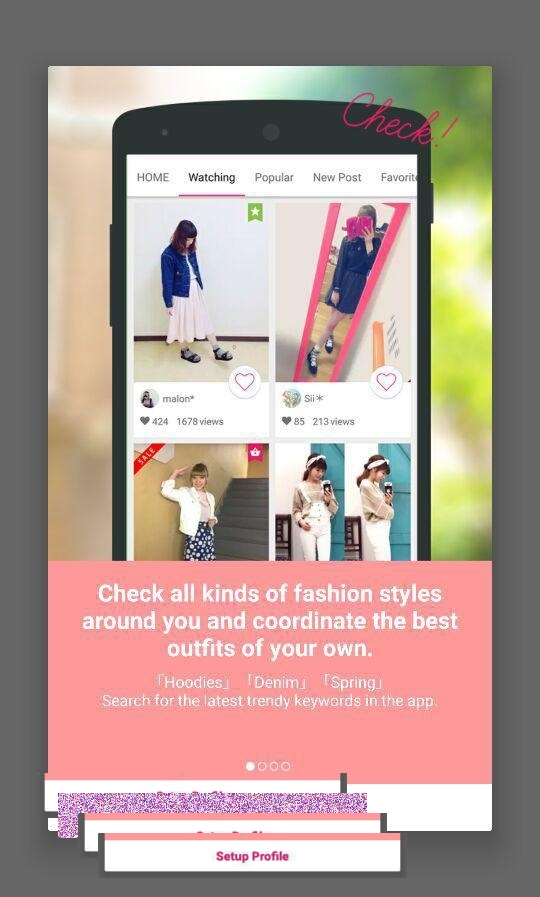 Check!
HOME Watching Popular New Post Favorite
malon* Sii＊
424 1678 views 85 213 views
SALE
Check all kinds of fashion styles
around you and coordinate the best
outfits of your own.
「Hoodies」「Denim」「Spring」
Search for the latest trendy keywords in the app.
Setup Profile